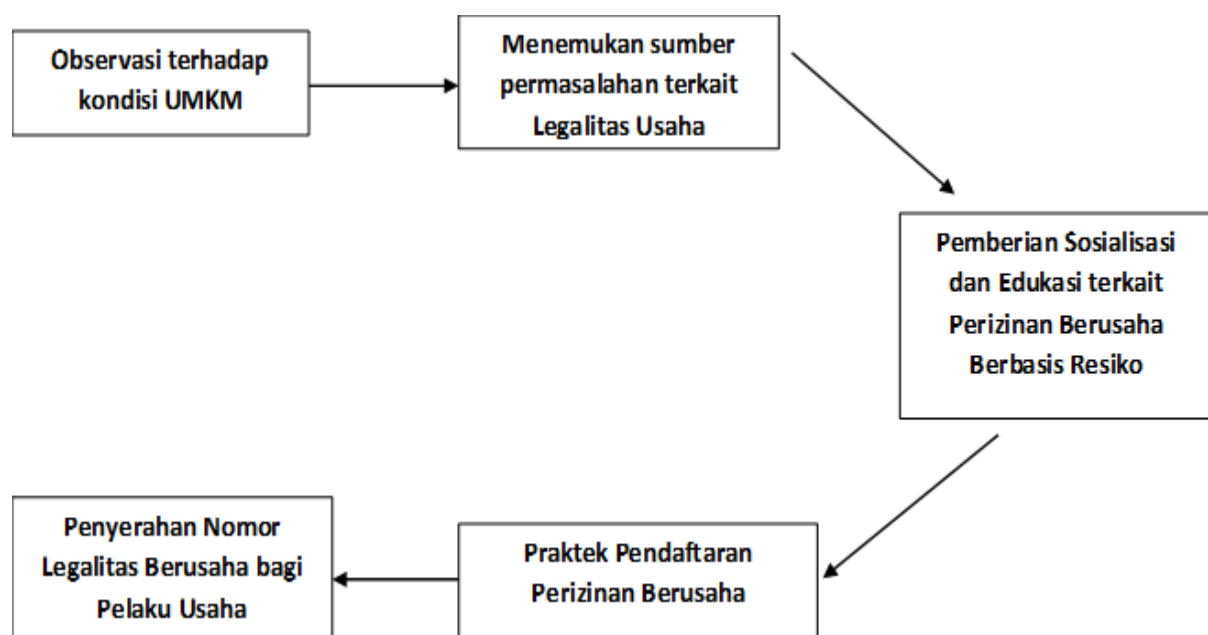 Observasi terhadap
kondisi UMKM
Menemukan sumber
permasalahan terkait
Legalitas Usaha
Pemberian Sosialisasi
dan Edukasi terkait
Perizinan Berusaha
Berbasis Resiko
Praktek Pendaftaran
Perizinan Berusaha
Penyerahan Nomor
Legalitas Berusaha bagi
Pelaku Usaha